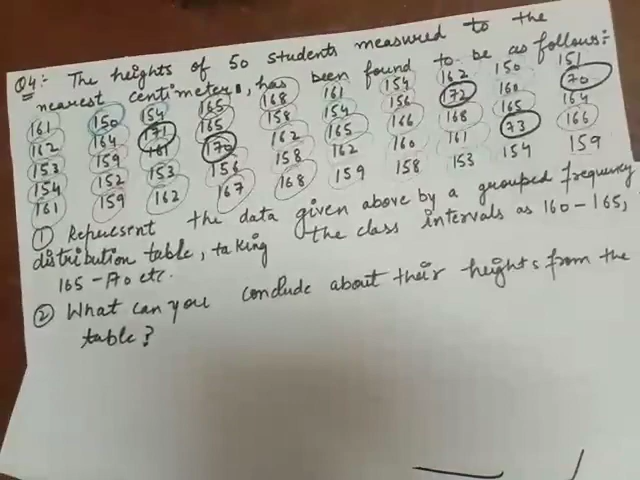 Q4:- The heights of 50 students measured to the
nearest centimeters, has been found to be as follows:-
161 150 154 165 168 161 154 162 150 151
162 164 171 165 158 154 156 172 160 170
153 159 161 170 162 165 166 168 165 164
154 152 153 156 158 162 160 161 173 166
161 159 162 167 168 159 158 153 154 159
① Represent the data given above by a grouped frequency
distribution table, taking the class intervals as 160-165,
165-170 etc.
② What can you conclude about their heights from the
table?